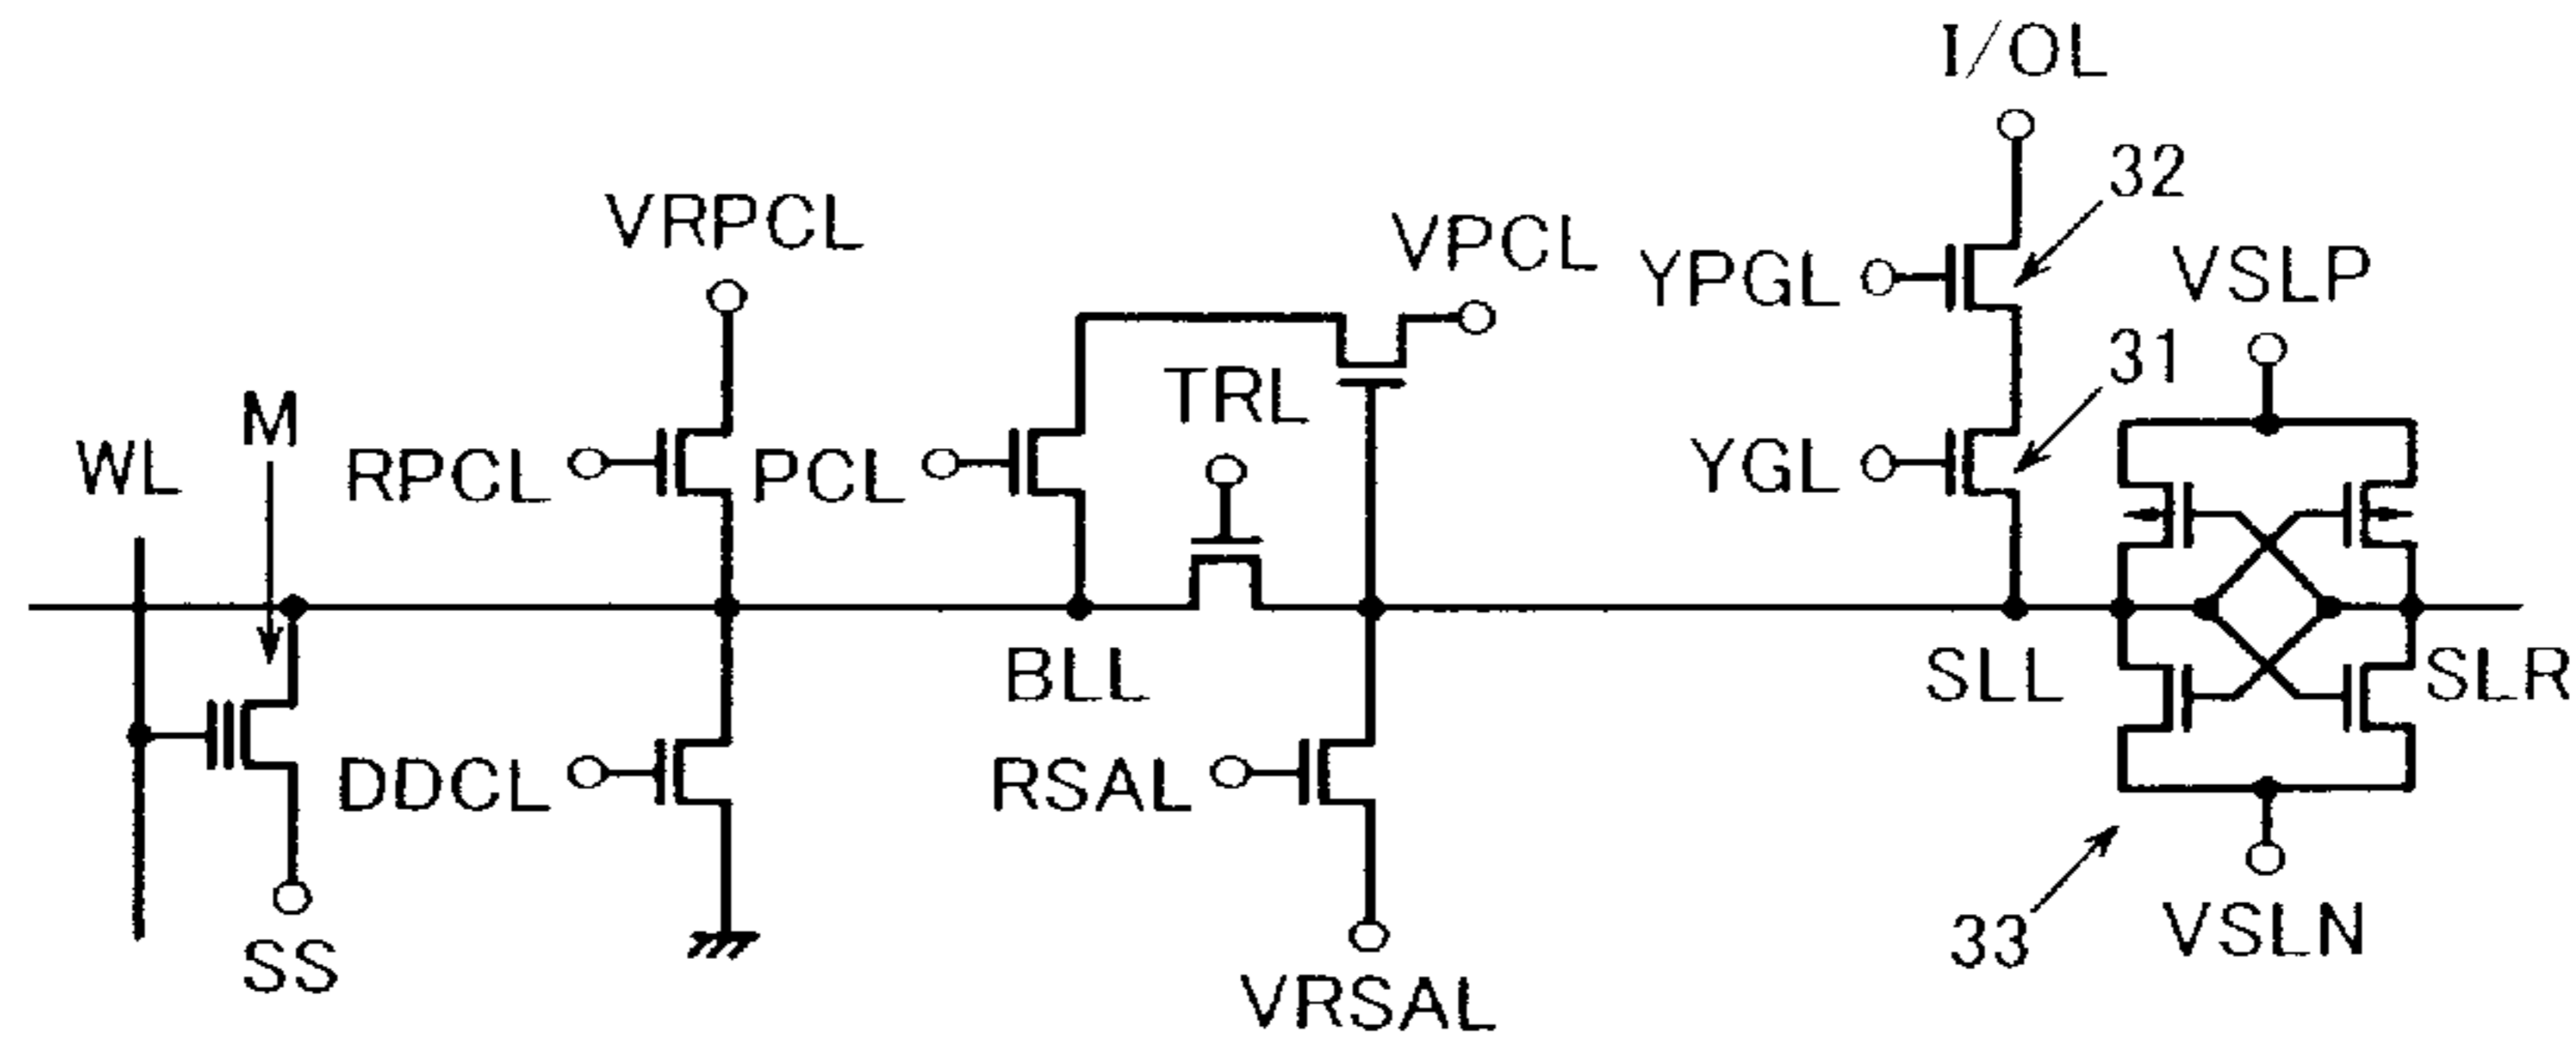 I/OL
32
VRPCL
VPCL
YPGL
VSLP
31
M
TRL
WL
RPCL
PCL
YGL
BLL
SLL
SLR
DDCL
RSAL
SS
33
VSLN
VRSAL